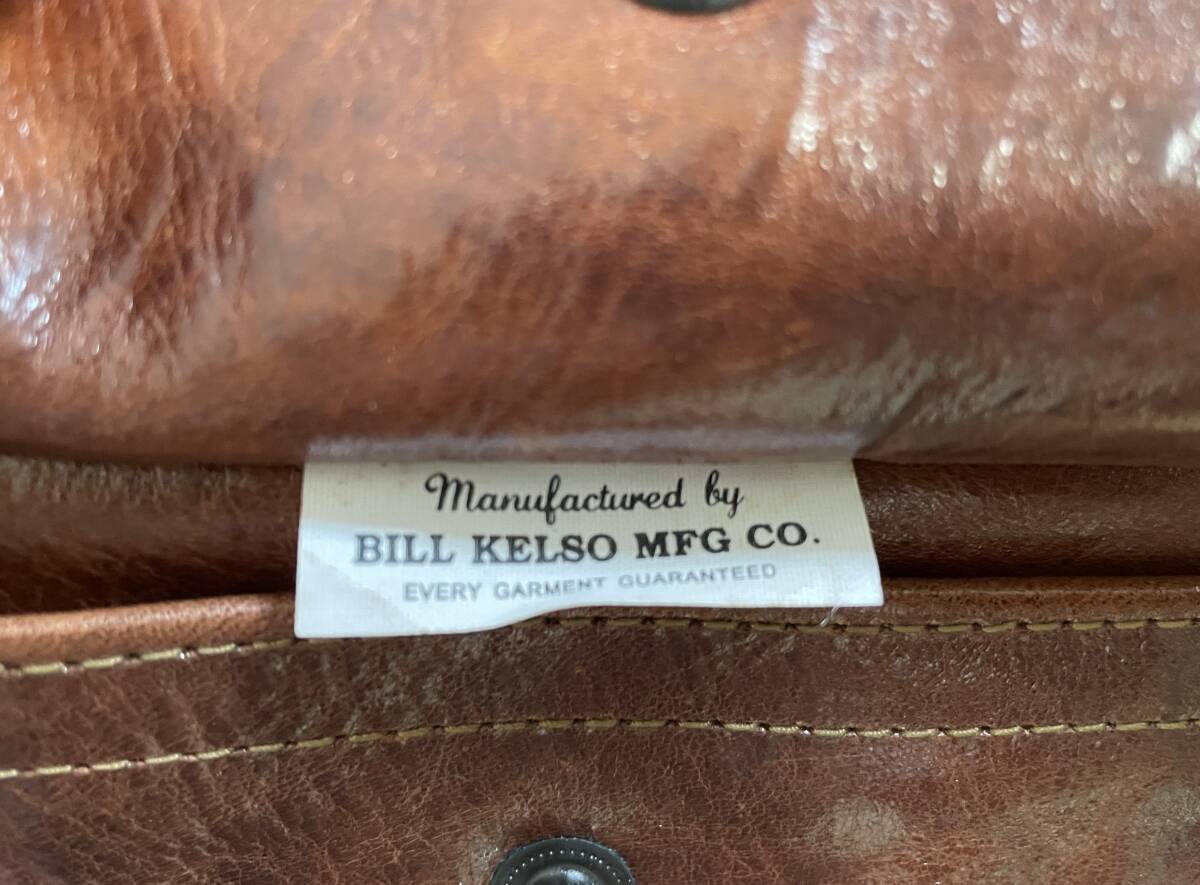 Manufactured by
BILL KELSO MFG CO.
EVERY GARMENT GUARANTEED